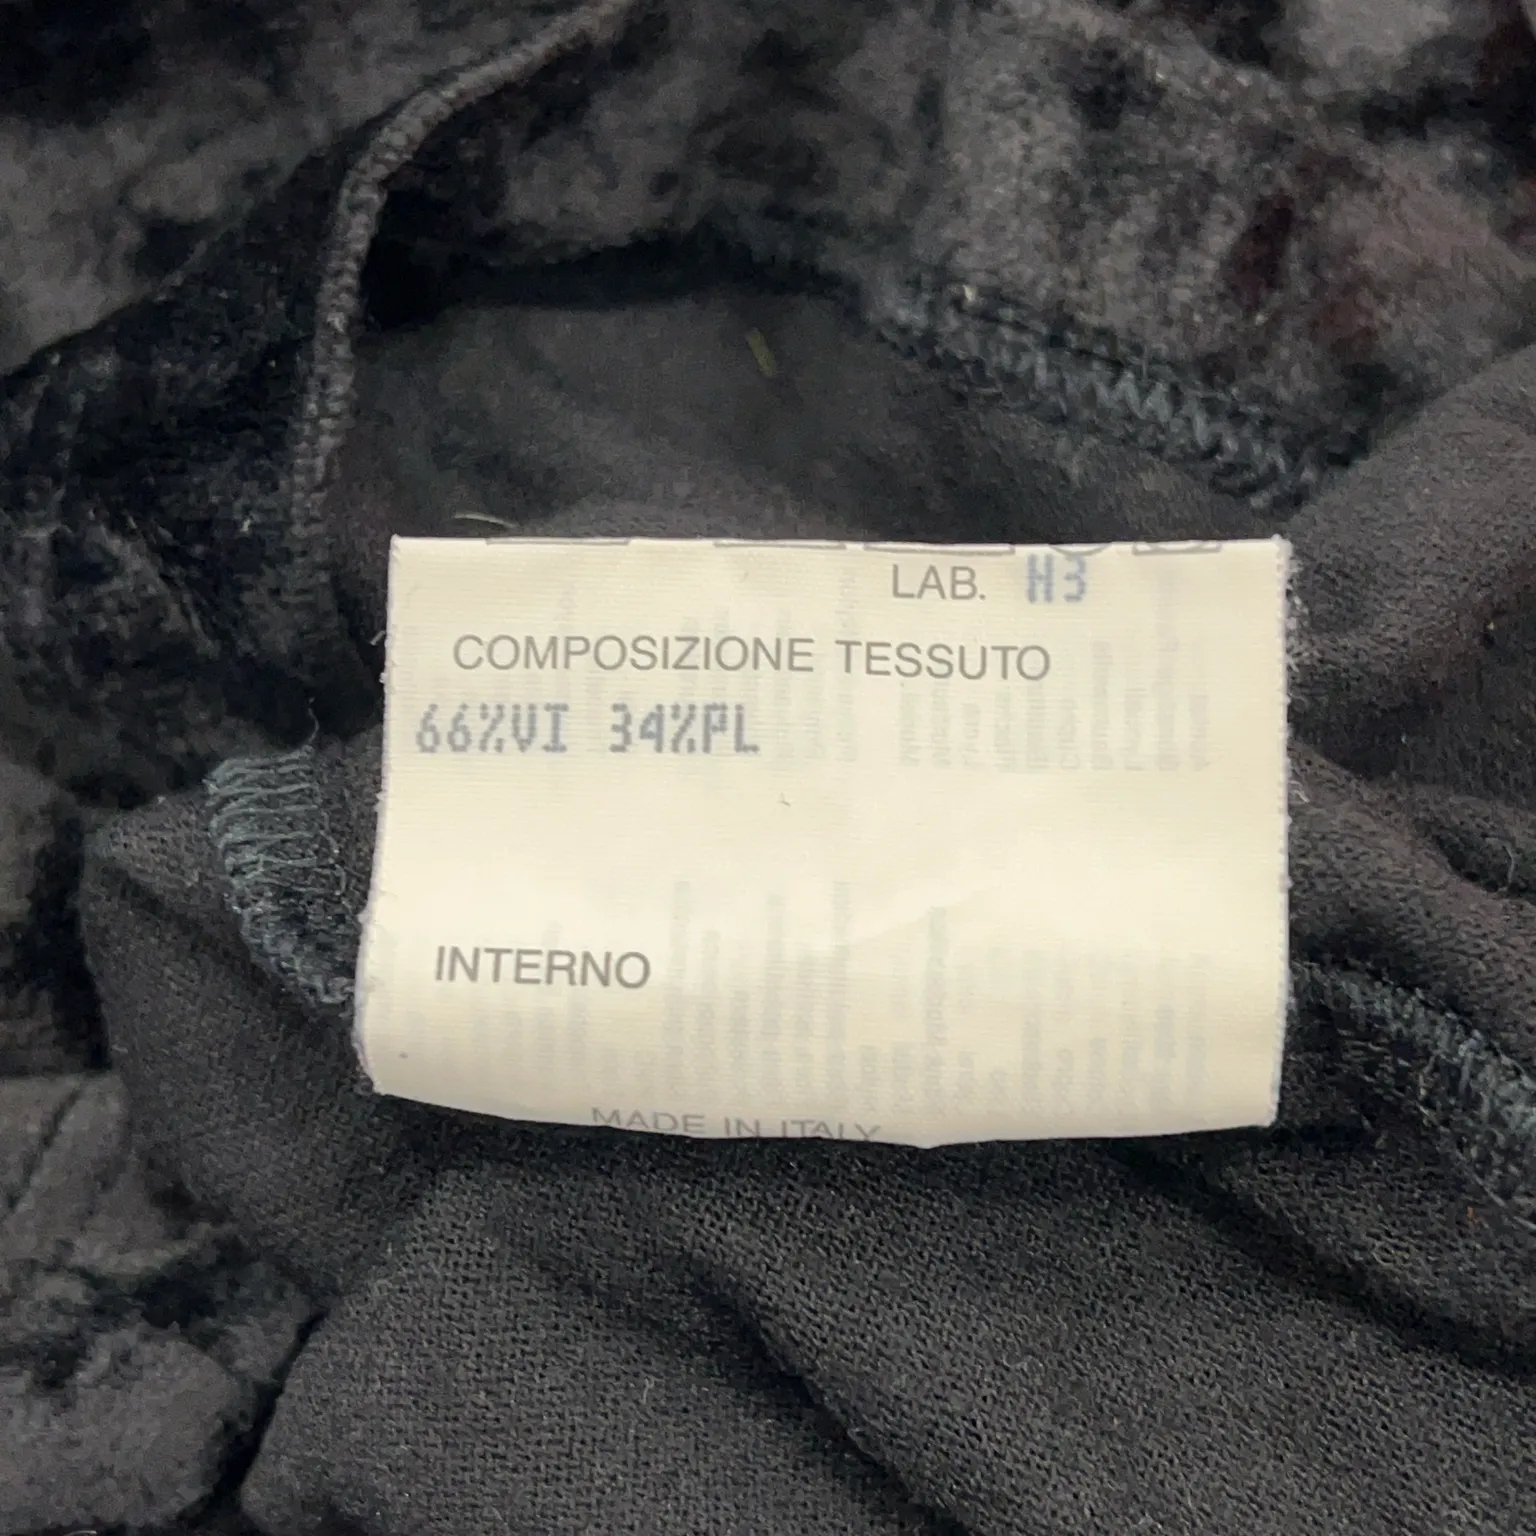 LAB. H3
COMPOSIZIONE TESSUTO
66%VI 34%PL
INTERNO
MADE IN ITALY